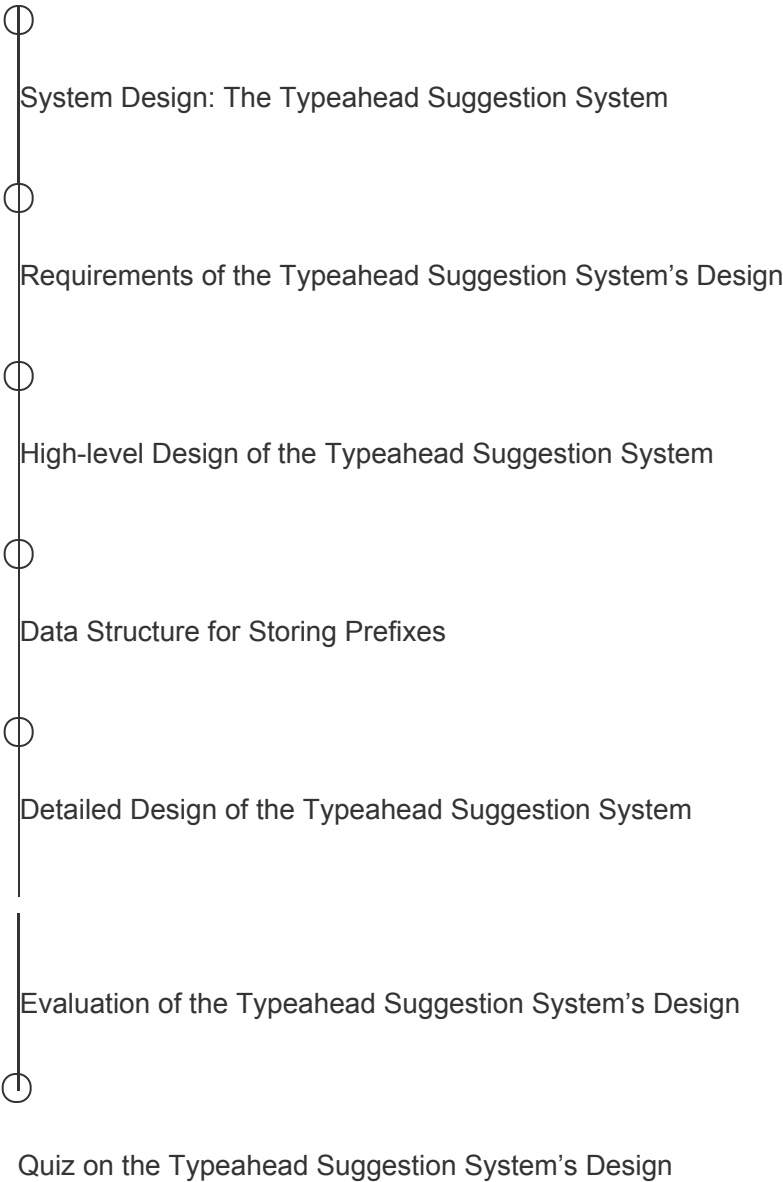 System Design: The Typeahead Suggestion System
Requirements of the Typeahead Suggestion System’s Design
High-level Design of the Typeahead Suggestion System
Data Structure for Storing Prefixes
Detailed Design of the Typeahead Suggestion System
Evaluation of the Typeahead Suggestion System’s Design
Quiz on the Typeahead Suggestion System’s Design